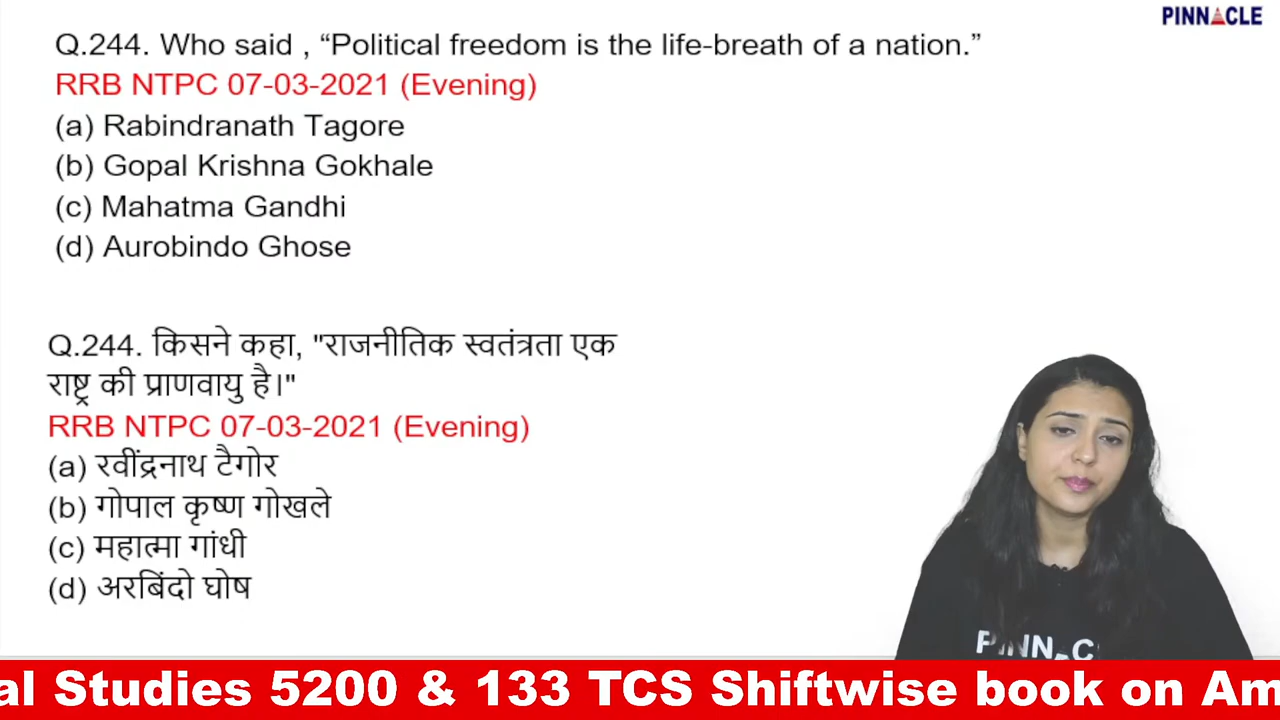 PINNACLE
Q.244. Who said , “Political freedom is the life-breath of a nation.”
RRB NTPC 07-03-2021 (Evening)
(a) Rabindranath Tagore
(b) Gopal Krishna Gokhale
(c) Mahatma Gandhi
(d) Aurobindo Ghose
Q.244. किसने कहा, "राजनीतिक स्वतंत्रता एक
राष्ट्र की प्राणवायु है।"
RRB NTPC 07-03-2021 (Evening)
(a) रवींद्रनाथ टैगोर
(b) गोपाल कृष्ण गोखले
(c) महात्मा गांधी
(d) अरबिंदो घोष
PINNAC
al Studies 5200 & 133 TCS Shiftwise book on Am